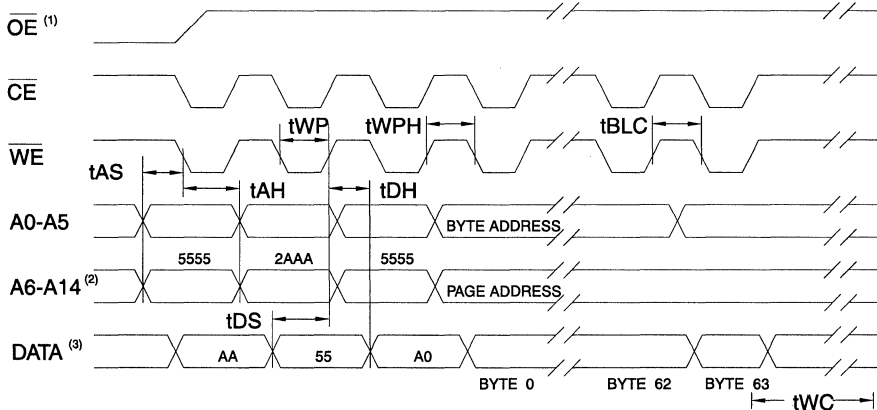 OE (1)
CE
tWP tWPH tBLC
WE
tAS tAH tDH
A0-A5 BYTE ADDRESS
5555 2AAA 5555
A6-A14 (2) PAGE ADDRESS
tDS
DATA (3) AA 55 A0
BYTE 0 BYTE 62 BYTE 63
tWC